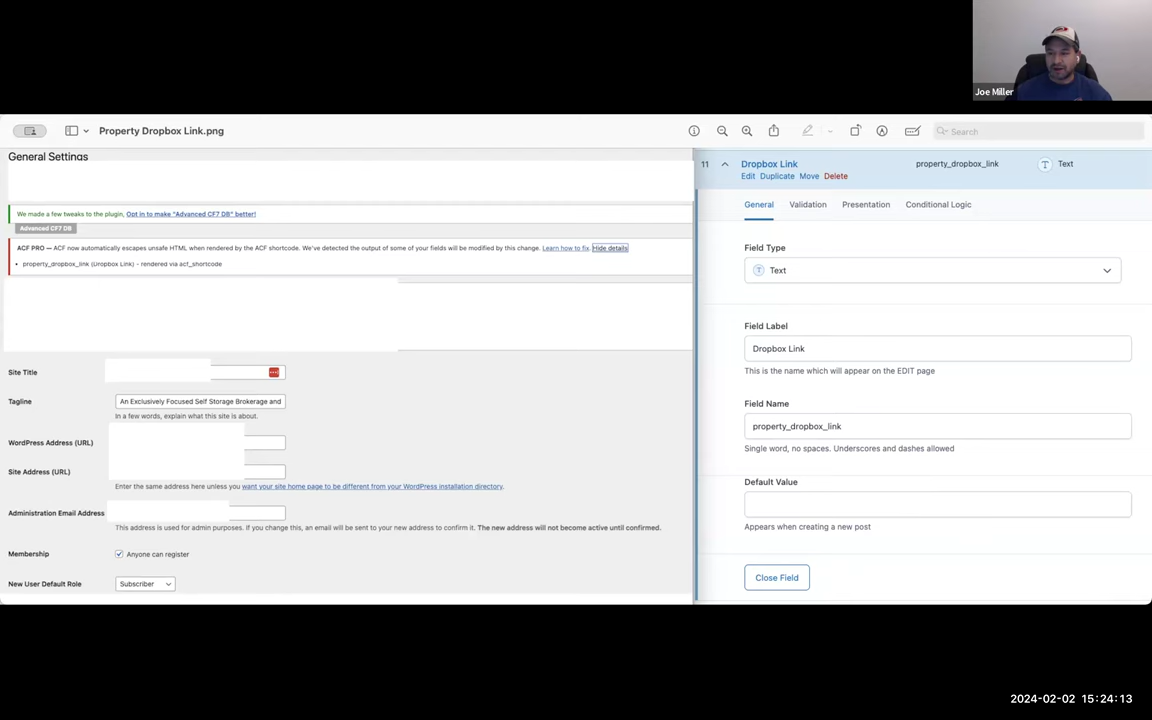 Joe Miller
Property Dropbox Link.png
Search
General Settings
We made a few tweaks to the plugin, Opt in to make "Advanced CF7 DB" better!
Advanced CF7 DB
ACF PRO — ACF now automatically escapes unsafe HTML when rendered by the ACF shortcode. We've detected the output of some of your fields will be modified by this change. Learn how to fix. Hide details
• property_dropbox_link (Dropbox Link) - rendered via acf_shortcode
Site Title
Tagline
An Exclusively Focused Self Storage Brokerage and
In a few words, explain what this site is about.
WordPress Address (URL)
Site Address (URL)
Enter the same address here unless you want your site home page to be different from your WordPress installation directory.
Administration Email Address
This address is used for admin purposes. If you change this, an email will be sent to your new address to confirm it. The new address will not become active until confirmed.
Membership
Anyone can register
New User Default Role
Subscriber
11
Dropbox Link
property_dropbox_link
T Text
Edit Duplicate Move Delete
General Validation Presentation Conditional Logic
Field Type
T Text
Field Label
Dropbox Link
This is the name which will appear on the EDIT page
Field Name
property_dropbox_link
Single word, no spaces. Underscores and dashes allowed
Default Value
Appears when creating a new post
Close Field
2024-02-02 15:24:13